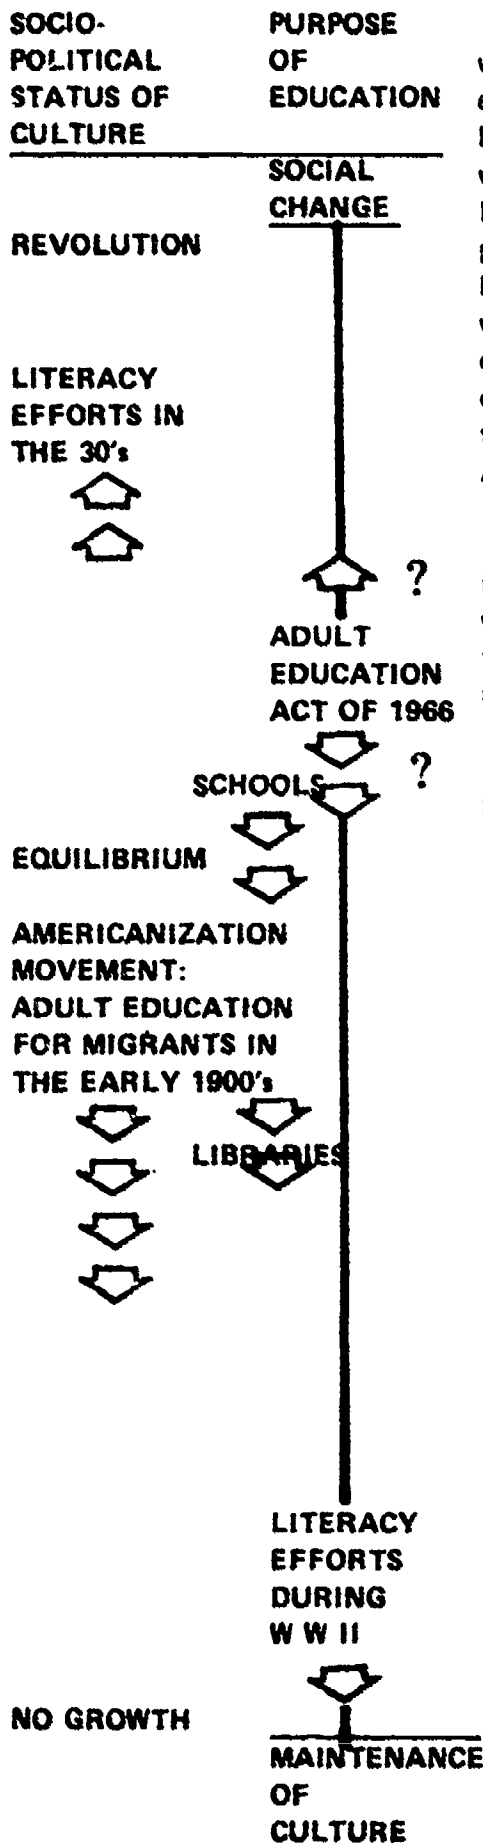 SOCIO-
POLITICAL
STATUS OF
CULTURE
PURPOSE
OF
EDUCATION
SOCIAL
CHANGE
REVOLUTION
LITERACY
EFFORTS IN
THE 30's
?
ADULT
EDUCATION
ACT OF 1966
?
SCHOOLS
EQUILIBRIUM
AMERICANIZATION
MOVEMENT:
ADULT EDUCATION
FOR MIGRANTS IN
THE EARLY 1900's
LIBRARIES
LITERACY
EFFORTS
DURING
W W II
NO GROWTH
MAINTENANCE
OF
CULTURE